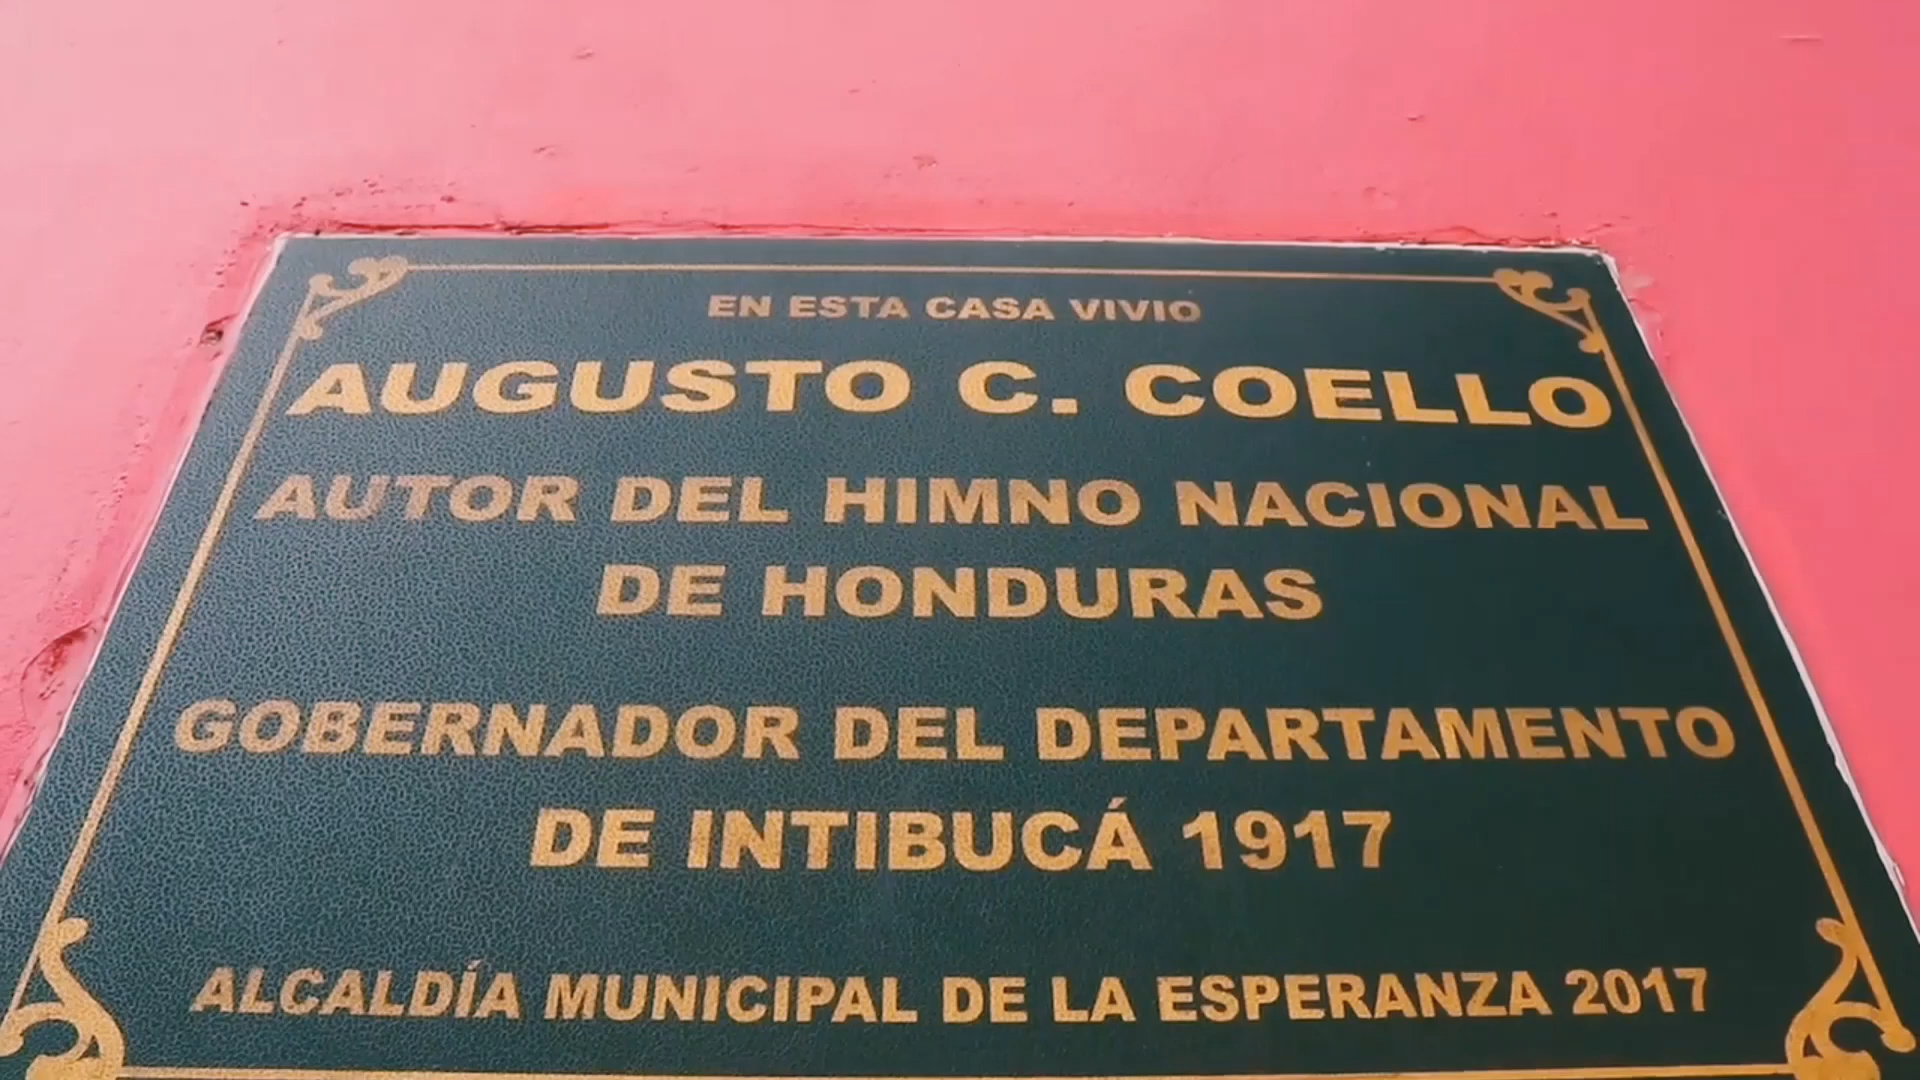 EN ESTA CASA VIVIO
AUGUSTO C. COELLO
AUTOR DEL HIMNO NACIONAL
DE HONDURAS
GOBERNADOR DEL DEPARTAMENTO
DE INTIBUCÁ 1917
ALCALDÍA MUNICIPAL DE LA ESPERANZA 2017